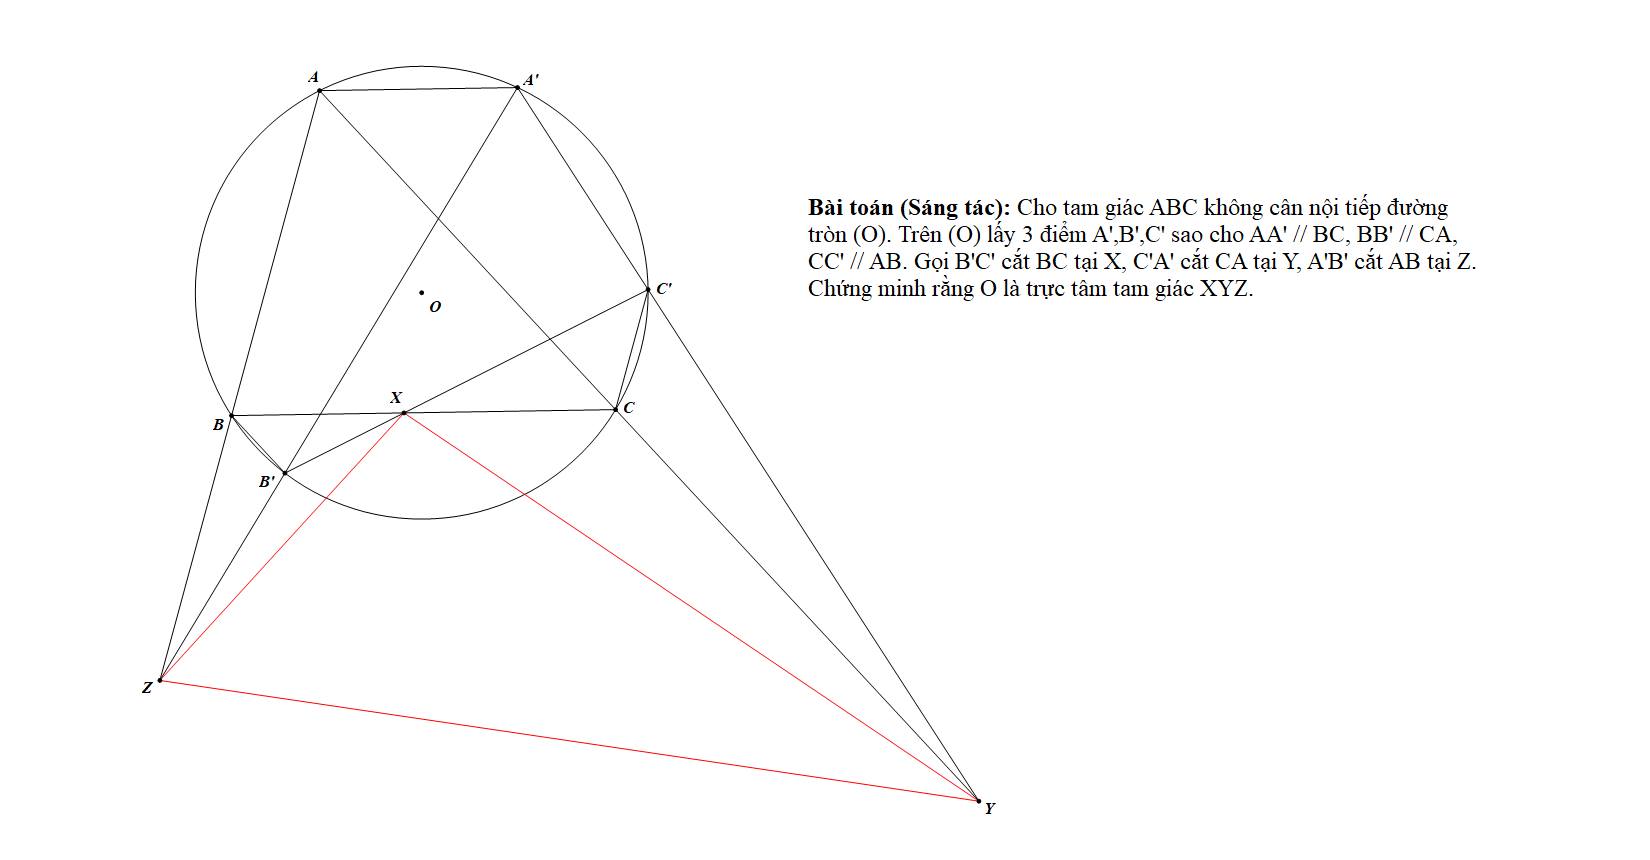 A
A'
Bài toán (Sáng tác): Cho tam giác ABC không cân nội tiếp đường
tròn (O). Trên (O) lấy 3 điểm A',B',C' sao cho AA' // BC, BB' // CA,
CC' // AB. Gọi B'C' cắt BC tại X, C'A' cắt CA tại Y, A'B' cắt AB tại Z.
Chứng minh rằng O là trực tâm tam giác XYZ.
C'
O
X
C
B
B'
Z
Y